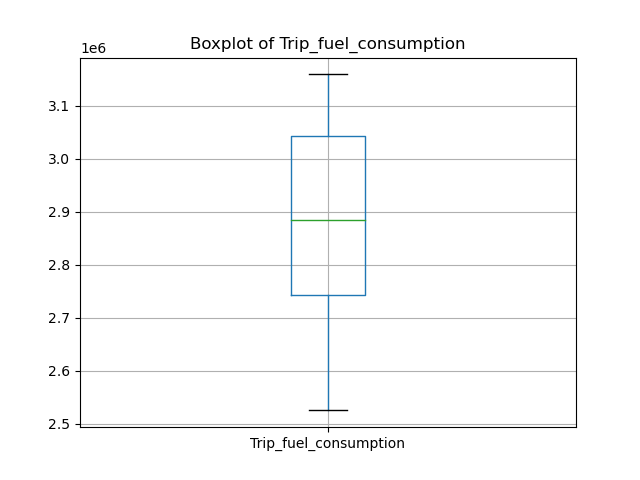 Boxplot of Trip_fuel_consumption
1e6
3.1
3.0
2.9
2.8
2.7
2.6
2.5
Trip_fuel_consumption